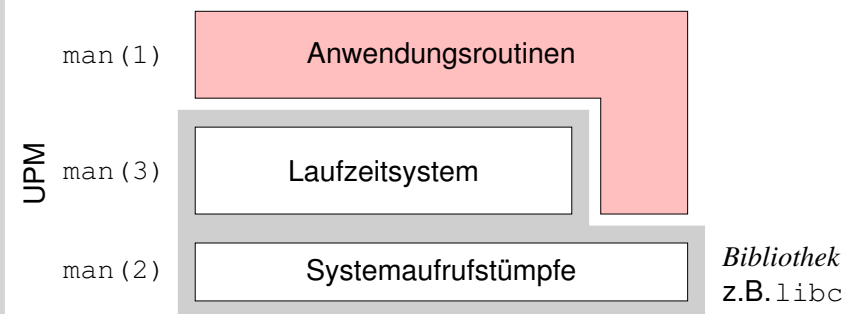 man(1) Anwendungsroutinen
UPM
man(3) Laufzeitsystem
man(2) Systemaufrufstümpfe
Bibliothek
z.B. libc